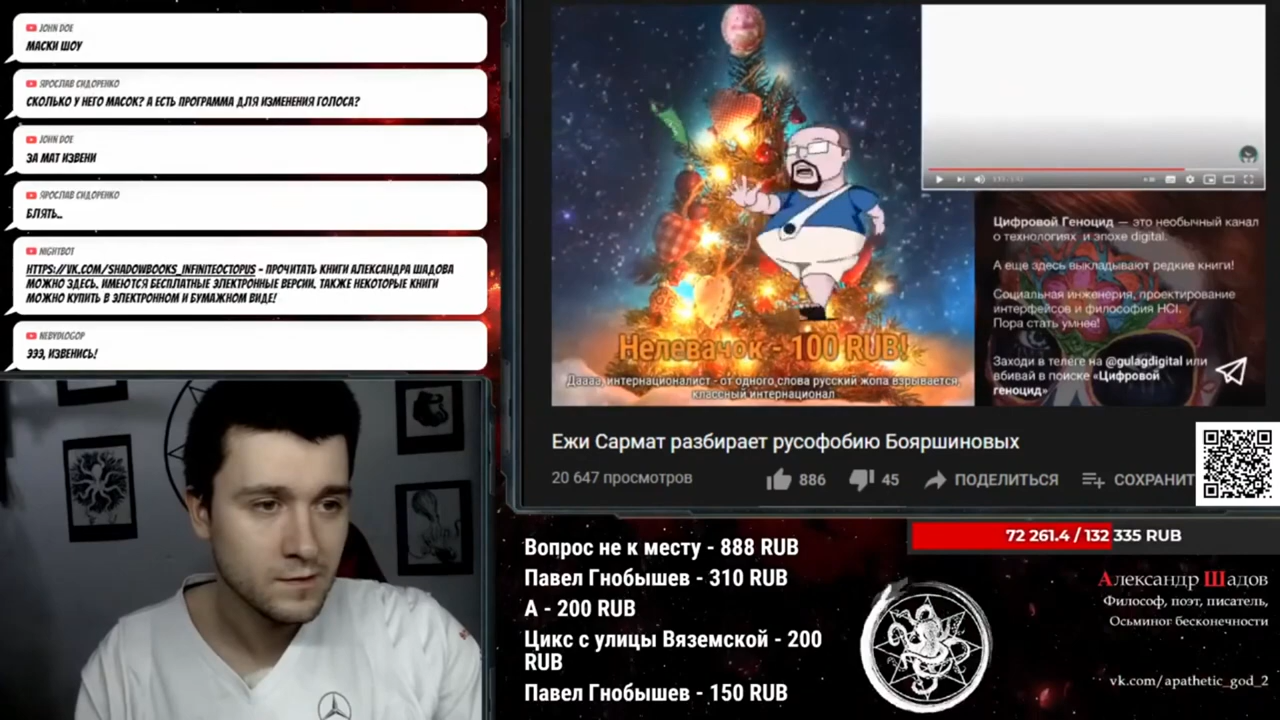 JOHN DOE
МАСКИ ШОУ
ЯРОСЛАВ СИДОРЕНКО
СКОЛЬКО У НЕГО МАСОК? А ЕСТЬ ПРОГРАММА ДЛЯ ИЗМЕНЕНИЯ ГОЛОСА?
JOHN DOE
ЗА МАТ ИЗВЕНИ
ЯРОСЛАВ СИДОРЕНКО
БЛЯТЬ...
NIGHTBOT
HTTPS://VK.COM/SHADOWBOOKS_INFINITEOCTOPUS - ПРОЧИТАТЬ КНИГИ АЛЕКСАНДРА ШАДОВА
МОЖНО ЗДЕСЬ. ИМЕЮТСЯ БЕСПЛАТНЫЕ ЭЛЕКТРОННЫЕ ВЕРСИИ. ТАКЖЕ НЕКОТОРЫЕ КНИГИ
МОЖНО КУПИТЬ В ЭЛЕКТРОННОМ И БУМАЖНОМ ВИДЕ!
NEBYDLOGOP
ЭЭЭ, ИЗВЕНИСЬ!
Нелевачок - 100 RUB!
Даааа, интернационалист - от одного слова русский жопа взрывается,
классный интернационал
Цифровой Геноцид — это необычный канал
о технологиях и эпохе digital.
А еще здесь выкладывают редкие книги!
Социальная инженерия, проектирование
интерфейсов и философия HCI.
Пора стать умнее!
Заходи в телеге на @gulagdigital или
вбивай в поиске «Цифровой
геноцид»
Ежи Сармат разбирает русофобию Бояршиновых
20 647 просмотров
886
45
ПОДЕЛИТЬСЯ
СОХРАНИТ
72 261.4 / 132 335 RUB
Вопрос не к месту - 888 RUB
Павел Гнобышев - 310 RUB
А - 200 RUB
Цикс с улицы Вяземской - 200
RUB
Павел Гнобышев - 150 RUB
Александр Шадов
Философ, поэт, писатель,
Осьминог бесконечности
vk.com/apathetic_god_2